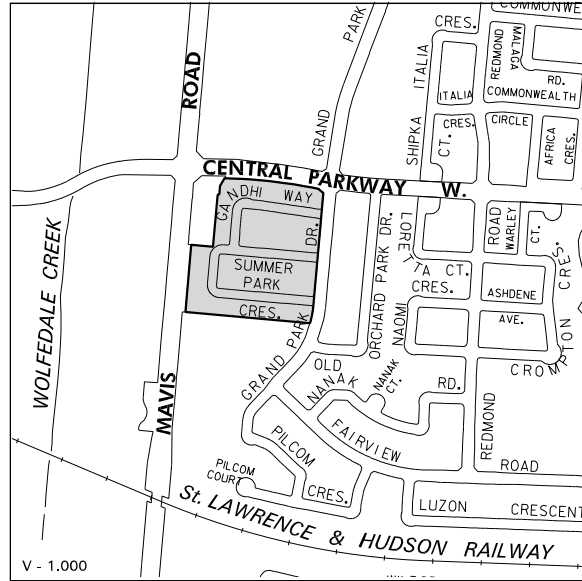 COMMONWE
CRES.
PARK
ITALIA
REDMOND
MALAGA
RD.
ROAD
ITALIA
COMMONWEALTH
GRAND
SHIPKA
CRES.
CIRCLE
CT.
AFRICA
CRES.
CENTRAL PARKWAY W.
GANDHI WAY
DR.
ORCHARD PARK DR.
LORETTA CT.
ROAD
WARLEY
CT.
CRES.
WOLFEDALE CREEK
SUMMER
PARK
CRES.
NAOMI
CRES.
ASHDENE
AVE.
CROMPTON
GRAND PARK
OLD
NANAK
NANAK
CT.
RD.
MAVIS
FAIRVIEW
REDMOND
PILCOM
ROAD
PILCOM
COURT
CRES.
LUZON CRESCENT
St. LAWRENCE & HUDSON RAILWAY
V - 1.000